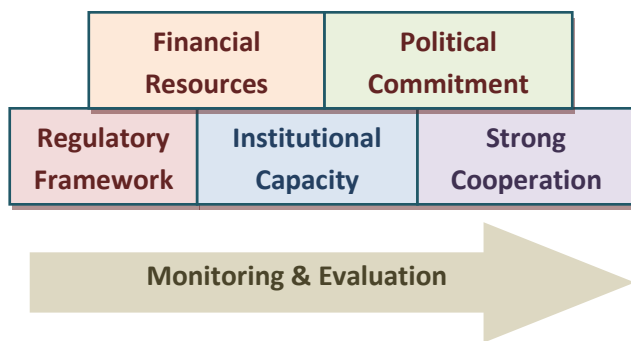 Financial
Resources
Political
Commitment
Regulatory
Framework
Institutional
Capacity
Strong
Cooperation
Monitoring & Evaluation